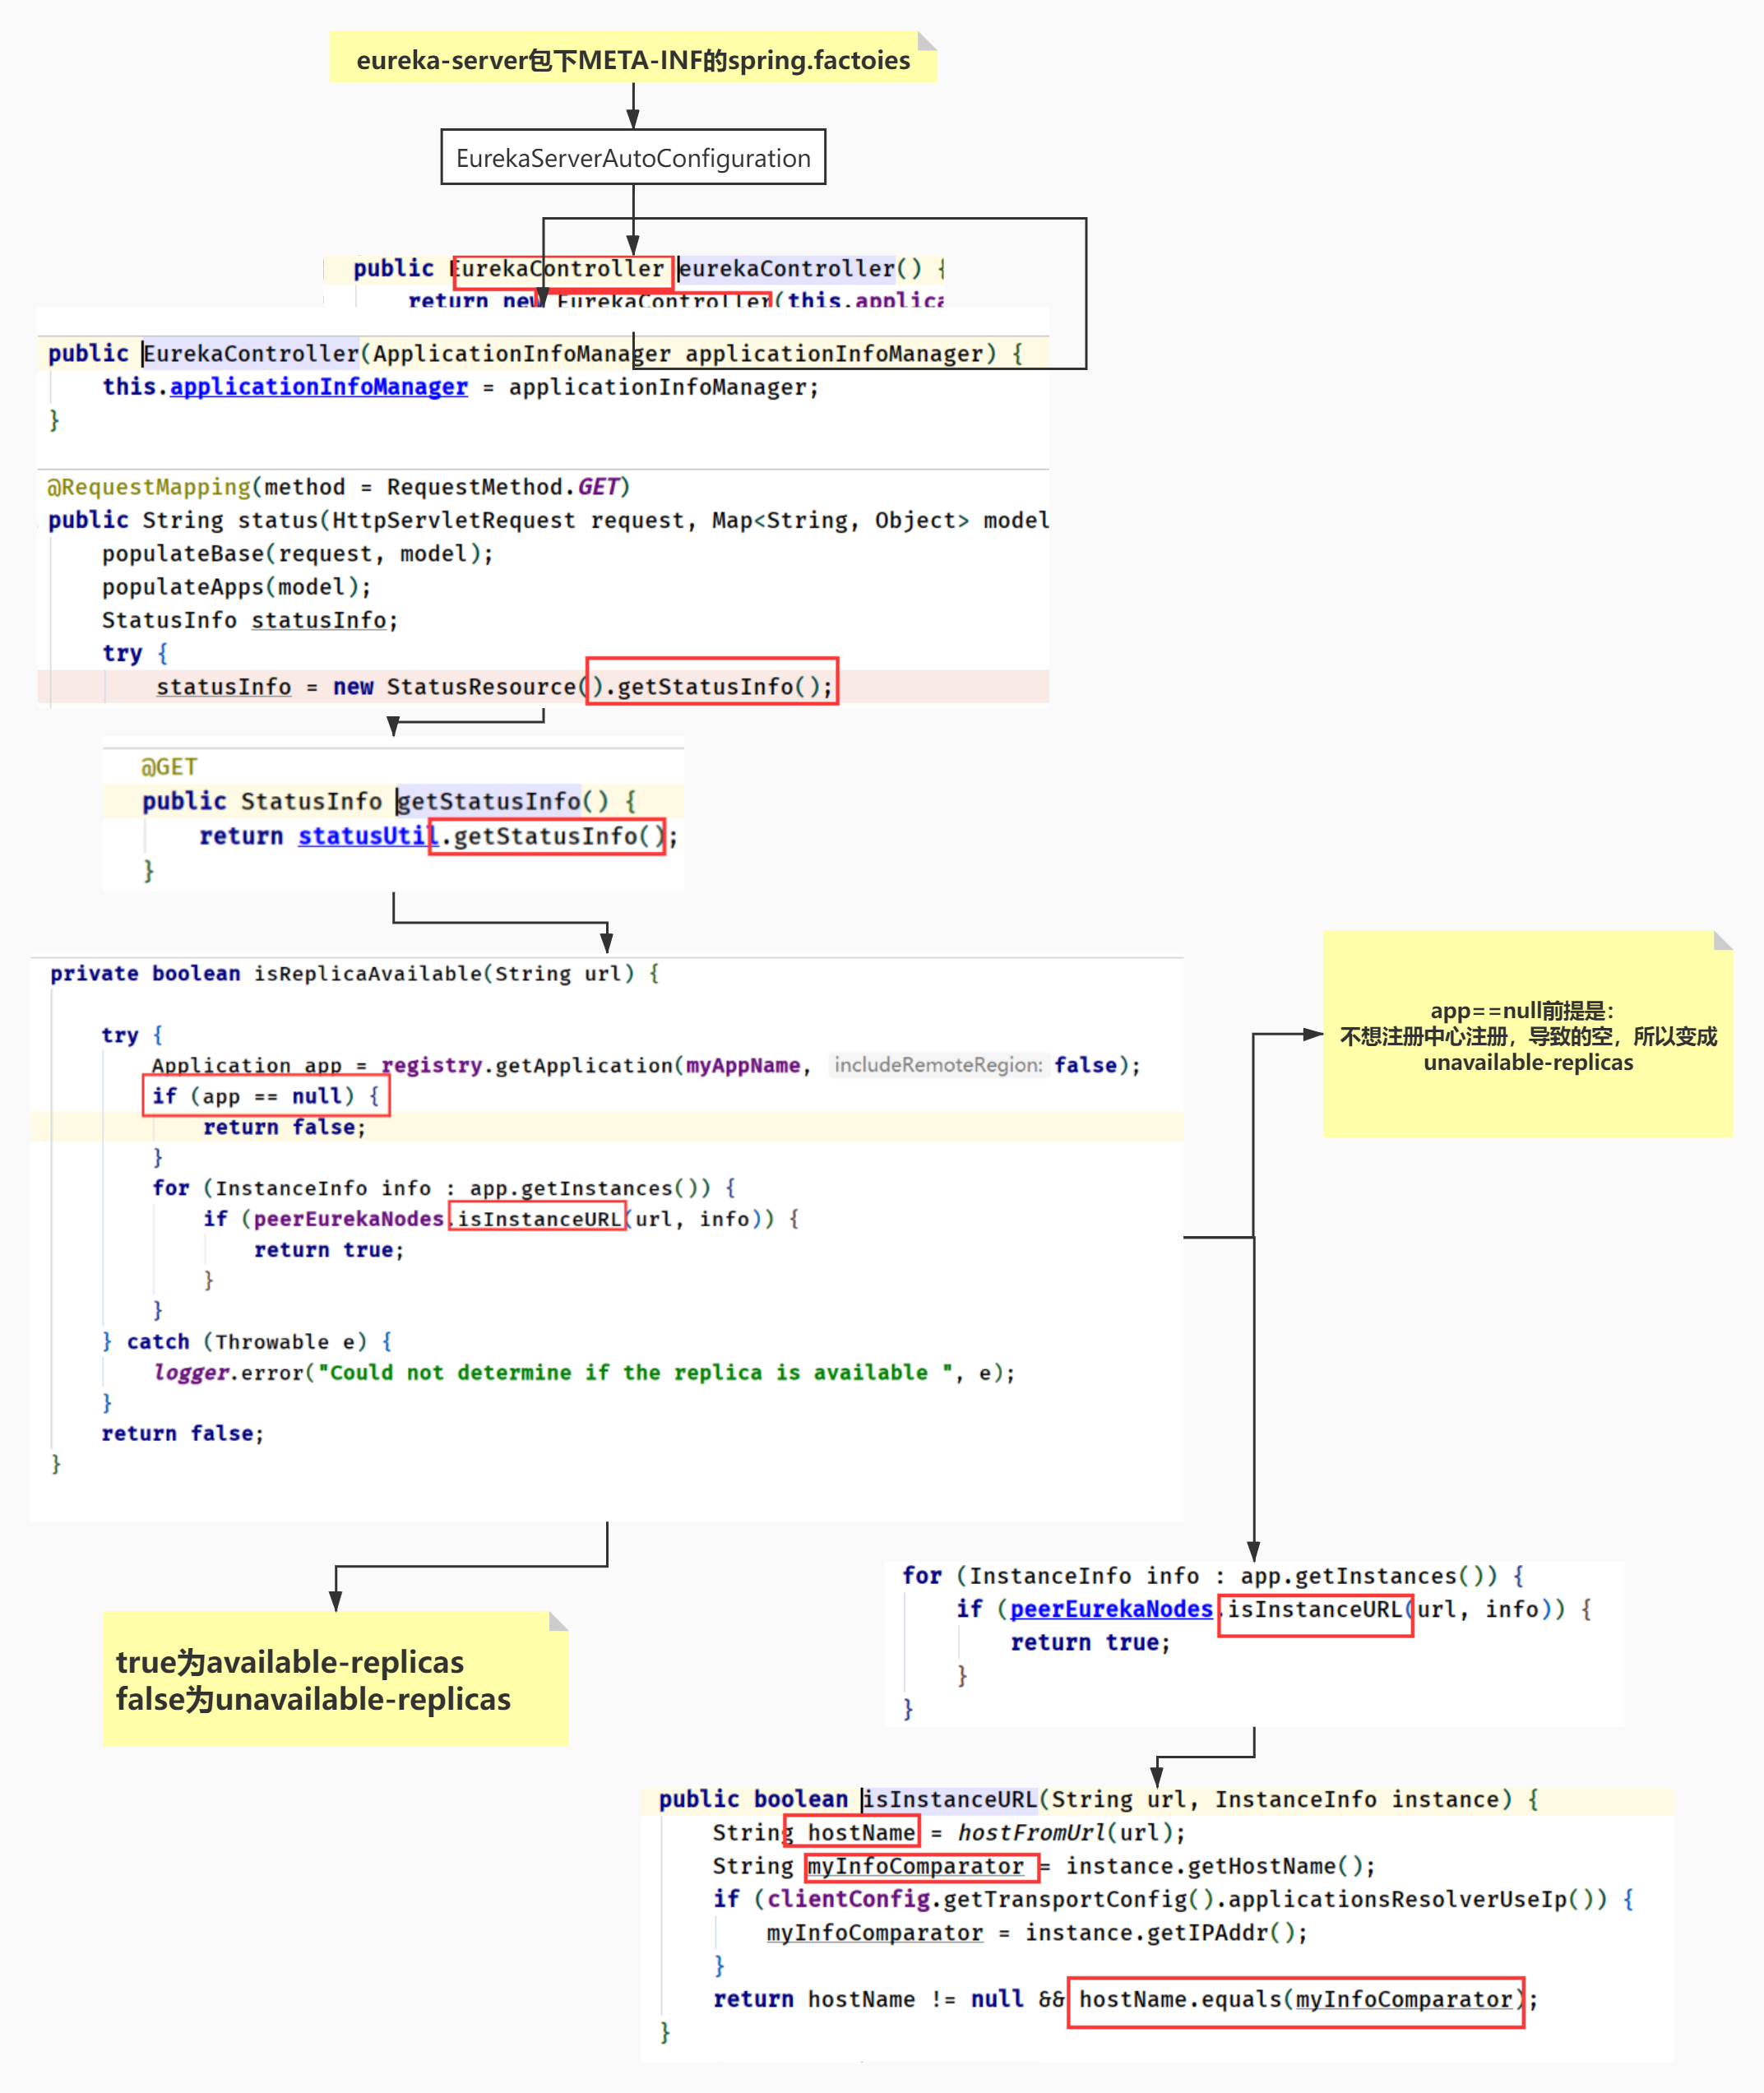 eureka-server包下META-INF的spring.factoies
EurekaServerAutoConfiguration
public EurekaController eurekaController() {
return new EurekaController(this.applica
public EurekaController(ApplicationInfoManager applicationInfoManager) {
this.applicationInfoManager = applicationInfoManager;
}
@RequestMapping(method = RequestMethod.GET)
public String status(HttpServletRequest request, Map<String, Object> model
populateBase(request, model);
populateApps(model);
StatusInfo statusInfo;
try {
statusInfo = new StatusResource().getStatusInfo();
@GET
public StatusInfo getStatusInfo() {
return statusUtil.getStatusInfo();
}
private boolean isReplicaAvailable(String url) {
try {
Application app = registry.getApplication(myAppName, includeRemoteRegion: false);
if (app == null) {
return false;
}
for (InstanceInfo info : app.getInstances()) {
if (peerEurekaNodes.isInstanceURL(url, info)) {
return true;
}
}
} catch (Throwable e) {
logger.error("Could not determine if the replica is available ", e);
}
return false;
}
app==null前提是：
不想注册中心注册，导致的空，所以变成
unavailable-replicas
true为available-replicas
false为unavailable-replicas
for (InstanceInfo info : app.getInstances()) {
if (peerEurekaNodes.isInstanceURL(url, info)) {
return true;
}
}
public boolean isInstanceURL(String url, InstanceInfo instance) {
String hostName = hostFromUrl(url);
String myInfoComparator = instance.getHostName();
if (clientConfig.getTransportConfig().applicationsResolverUseIp()) {
myInfoComparator = instance.getIPAddr();
}
return hostName != null && hostName.equals(myInfoComparator);
}